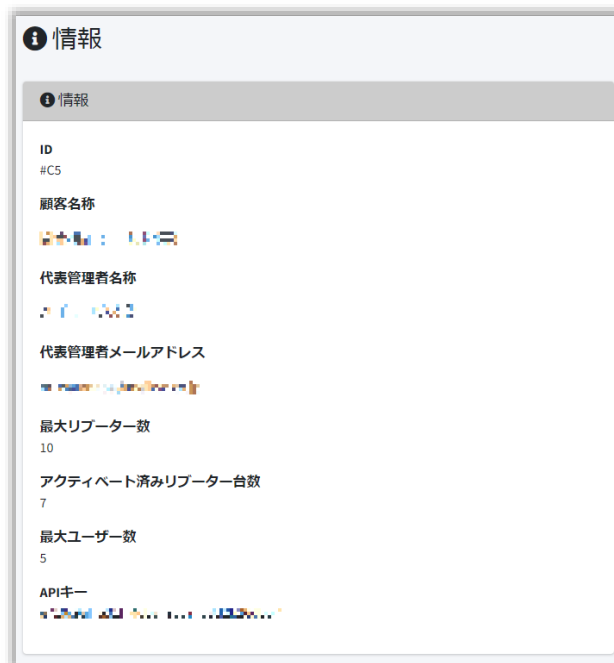 情報
情報
ID
#C5
顧客名称
代表管理者名称
代表管理者メールアドレス
最大リブーター数
10
アクティベート済みリブーター台数
7
最大ユーザー数
5
APIキー